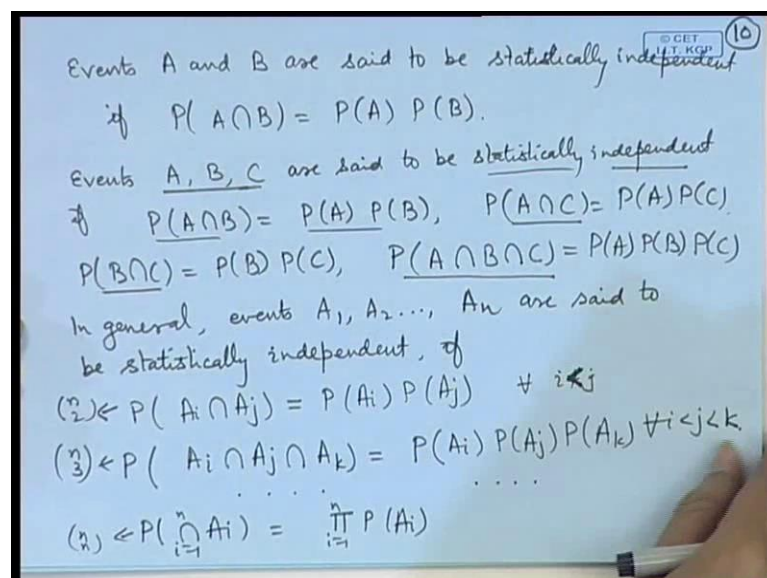 © CET
I.I.T. KGP
10
Events A and B are said to be statistically independent
if P( A ∩ B) = P(A) P(B).
Events A, B, C are said to be statistically independent
if P(A∩B) = P(A) P(B), P(A∩C) = P(A)P(C).
P(B∩C) = P(B) P(C), P(A∩B∩C) = P(A)P(B)P(C)
In general, events A₁, A₂ ..., Aₙ are said to
be statistically independent, if
(ⁿ₂) ← P( Aᵢ ∩ Aⱼ) = P(Aᵢ) P(Aⱼ) ∀ i<j
(ⁿ₃) ← P( Aᵢ ∩ Aⱼ ∩ Aₖ) = P(Aᵢ) P(Aⱼ) P(Aₖ) ∀ i<j<k.
. . . . . . . .
(ⁿₙ) ← P( ⁿ∩ᵢ₌₁ Aᵢ) = ⁿΠᵢ₌₁ P(Aᵢ)